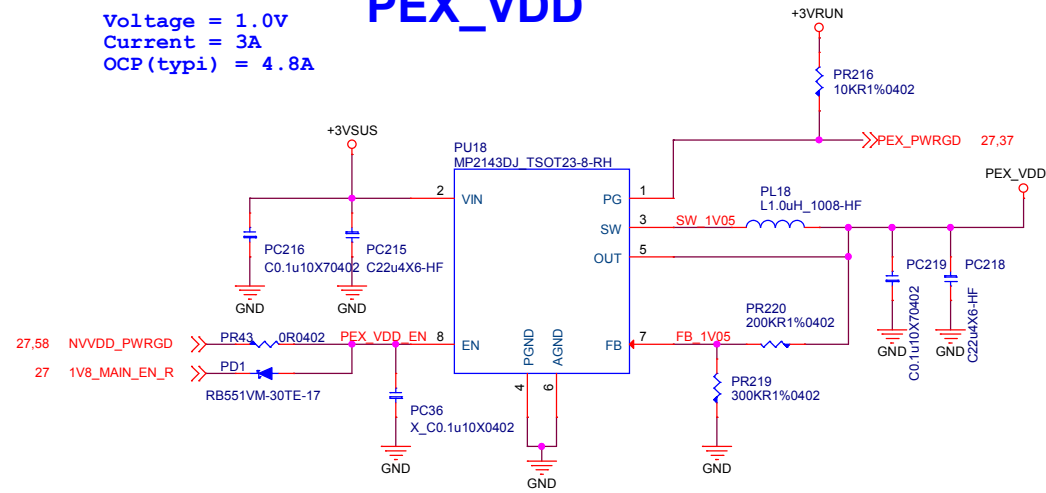 PEX_VDD
Voltage = 1.0V
Current = 3A
OCP(typi) = 4.8A
+3VRUN
PR216
10KR1%0402
+3VSUS
PEX_PWRGD 27,37
PU18
MP2143DJ_TSOT23-8-RH
PEX_VDD
2 VIN
PG 1
PL18
L1.0uH_1008-HF
SW 3 SW_1V05
OUT 5
PC216
C0.1u10X70402
PC215
C22u4X6-HF
PC219
C0.1u10X70402
PC218
C22u4X6-HF
GND
GND
PR220
200KR1%0402
GND
GND
27,58 NVVDD_PWRGD
PR43 0R0402
PEX_VDD_EN 8 EN
FB 7 FB_1V05
27 1V8_MAIN_EN_R
PD1
RB551VM-30TE-17
PGND
AGND
4
6
PR219
300KR1%0402
PC36
X_C0.1u10X0402
GND
GND
GND